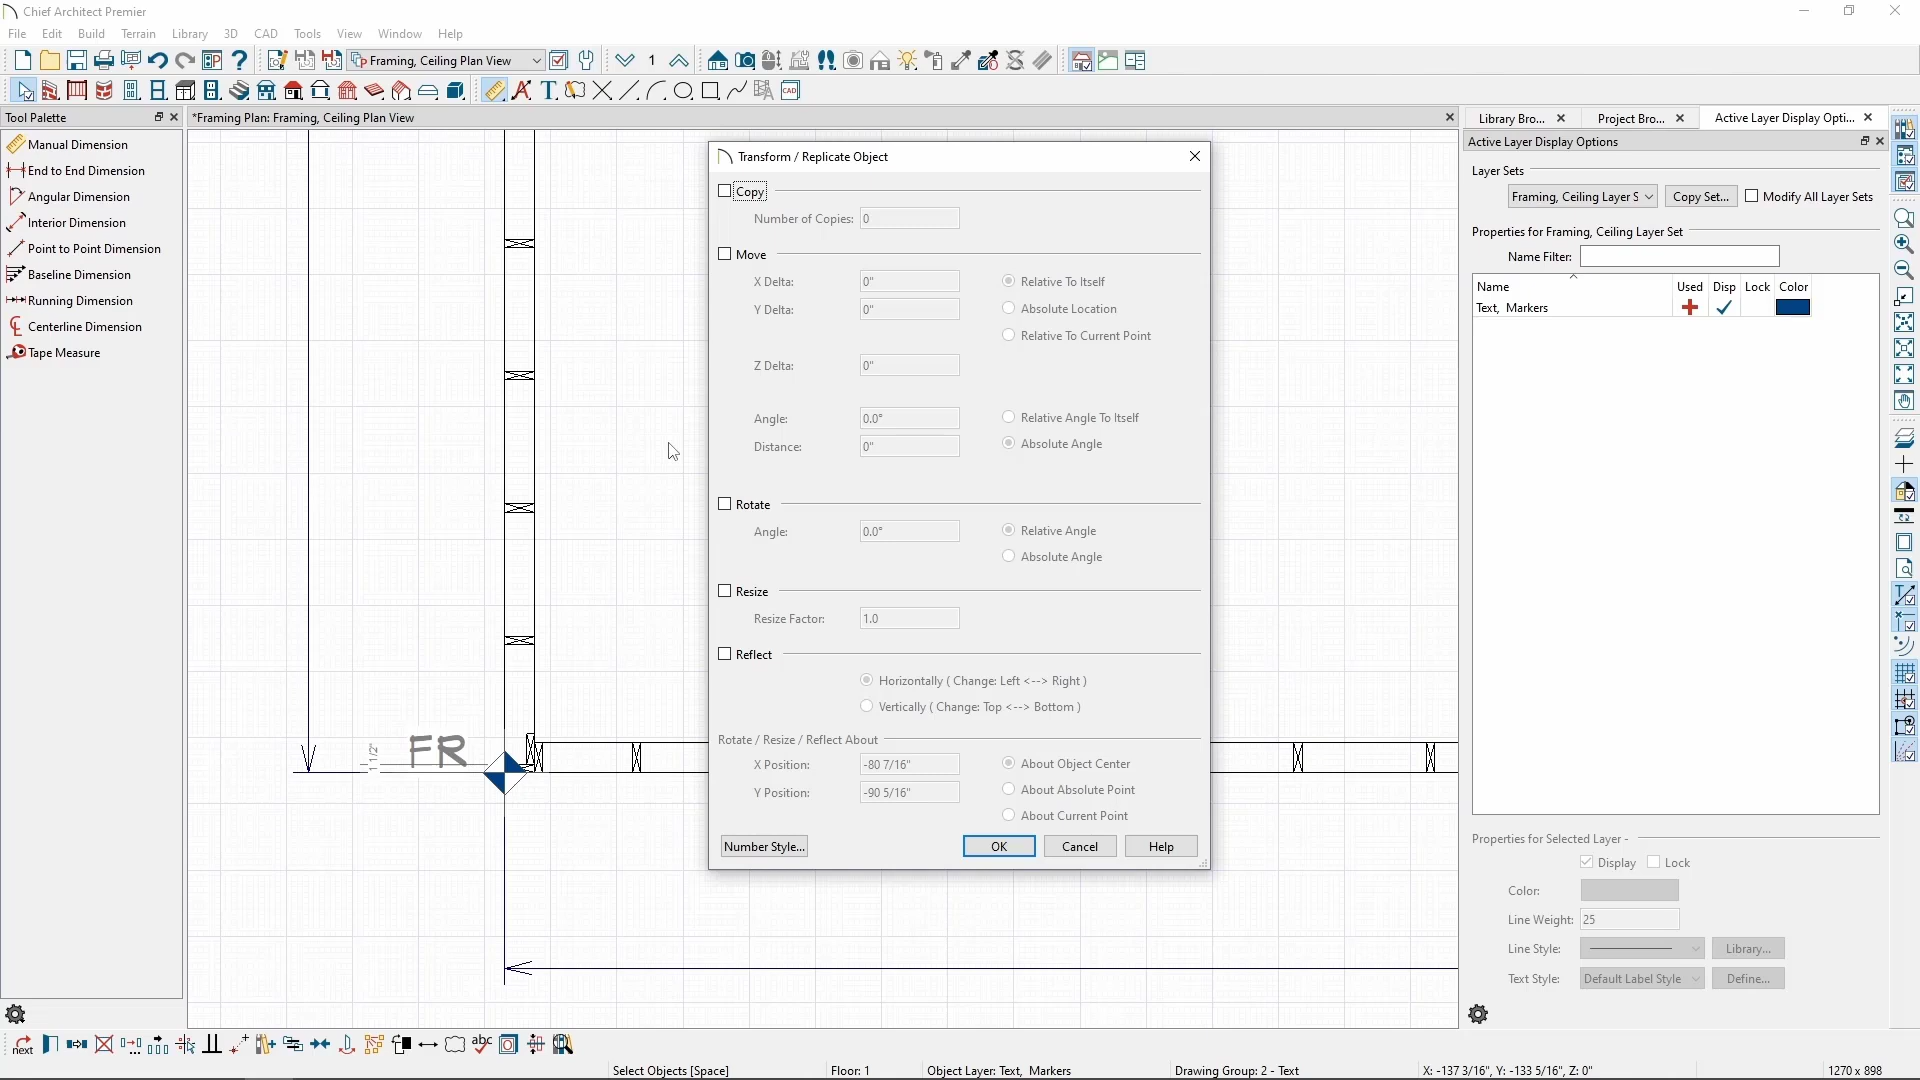 Chief Architect Premier
File Edit Build Terrain Library 3D CAD Tools View Window Help
Framing, Ceiling Plan View 1
T CAD
Tool Palette
*Framing Plan: Framing, Ceiling Plan View
Library Bro... Project Bro... Active Layer Display Opti...
Manual Dimension
End to End Dimension
Angular Dimension
Interior Dimension
Point to Point Dimension
Baseline Dimension
Running Dimension
Centerline Dimension
Tape Measure
1 1/2"
FR
Transform / Replicate Object
Copy
Number of Copies: 0
Move
X Delta: 0" Relative To Itself
Y Delta: 0" Absolute Location
Relative To Current Point
Z Delta: 0"
Angle: 0.0° Relative Angle To Itself
Distance: 0" Absolute Angle
Rotate
Angle: 0.0° Relative Angle
Absolute Angle
Resize
Resize Factor: 1.0
Reflect
Horizontally ( Change: Left <--> Right )
Vertically ( Change: Top <--> Bottom )
Rotate / Resize / Reflect About
X Position: -80 7/16" About Object Center
Y Position: -90 5/16" About Absolute Point
About Current Point
Number Style... OK Cancel Help
Active Layer Display Options
Layer Sets
Framing, Ceiling Layer S Copy Set... Modify All Layer Sets
Properties for Framing, Ceiling Layer Set
Name Filter:
Name Used Disp Lock Color
Text, Markers
Properties for Selected Layer -
Display Lock
Color:
Line Weight: 25
Line Style: Library...
Text Style: Default Label Style Define...
next abc
Select Objects [Space] Floor: 1 Object Layer: Text, Markers Drawing Group: 2 - Text X: -137 3/16", Y: -133 5/16", Z: 0" 1270 x 898